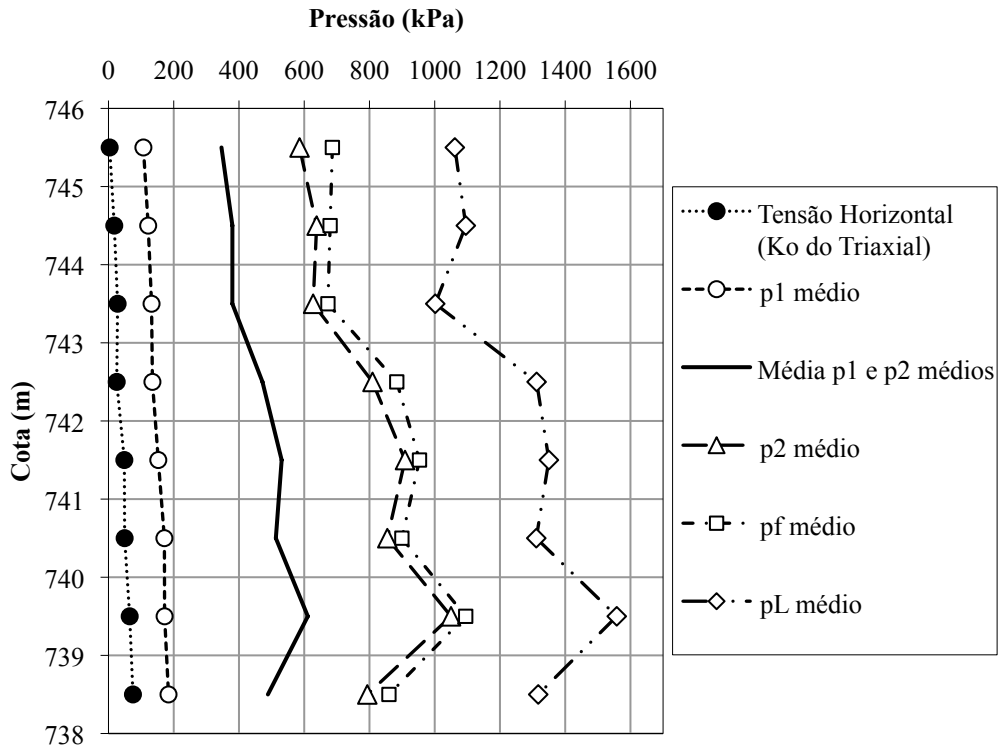 Pressão (kPa)
0 200 400 600 800 1000 1200 1400 1600
746
745
744
743
742
741
740
739
738
Cota (m)
Tensão Horizontal
(Ko do Triaxial)
p1 médio
Média p1 e p2 médios
p2 médio
pf médio
pL médio